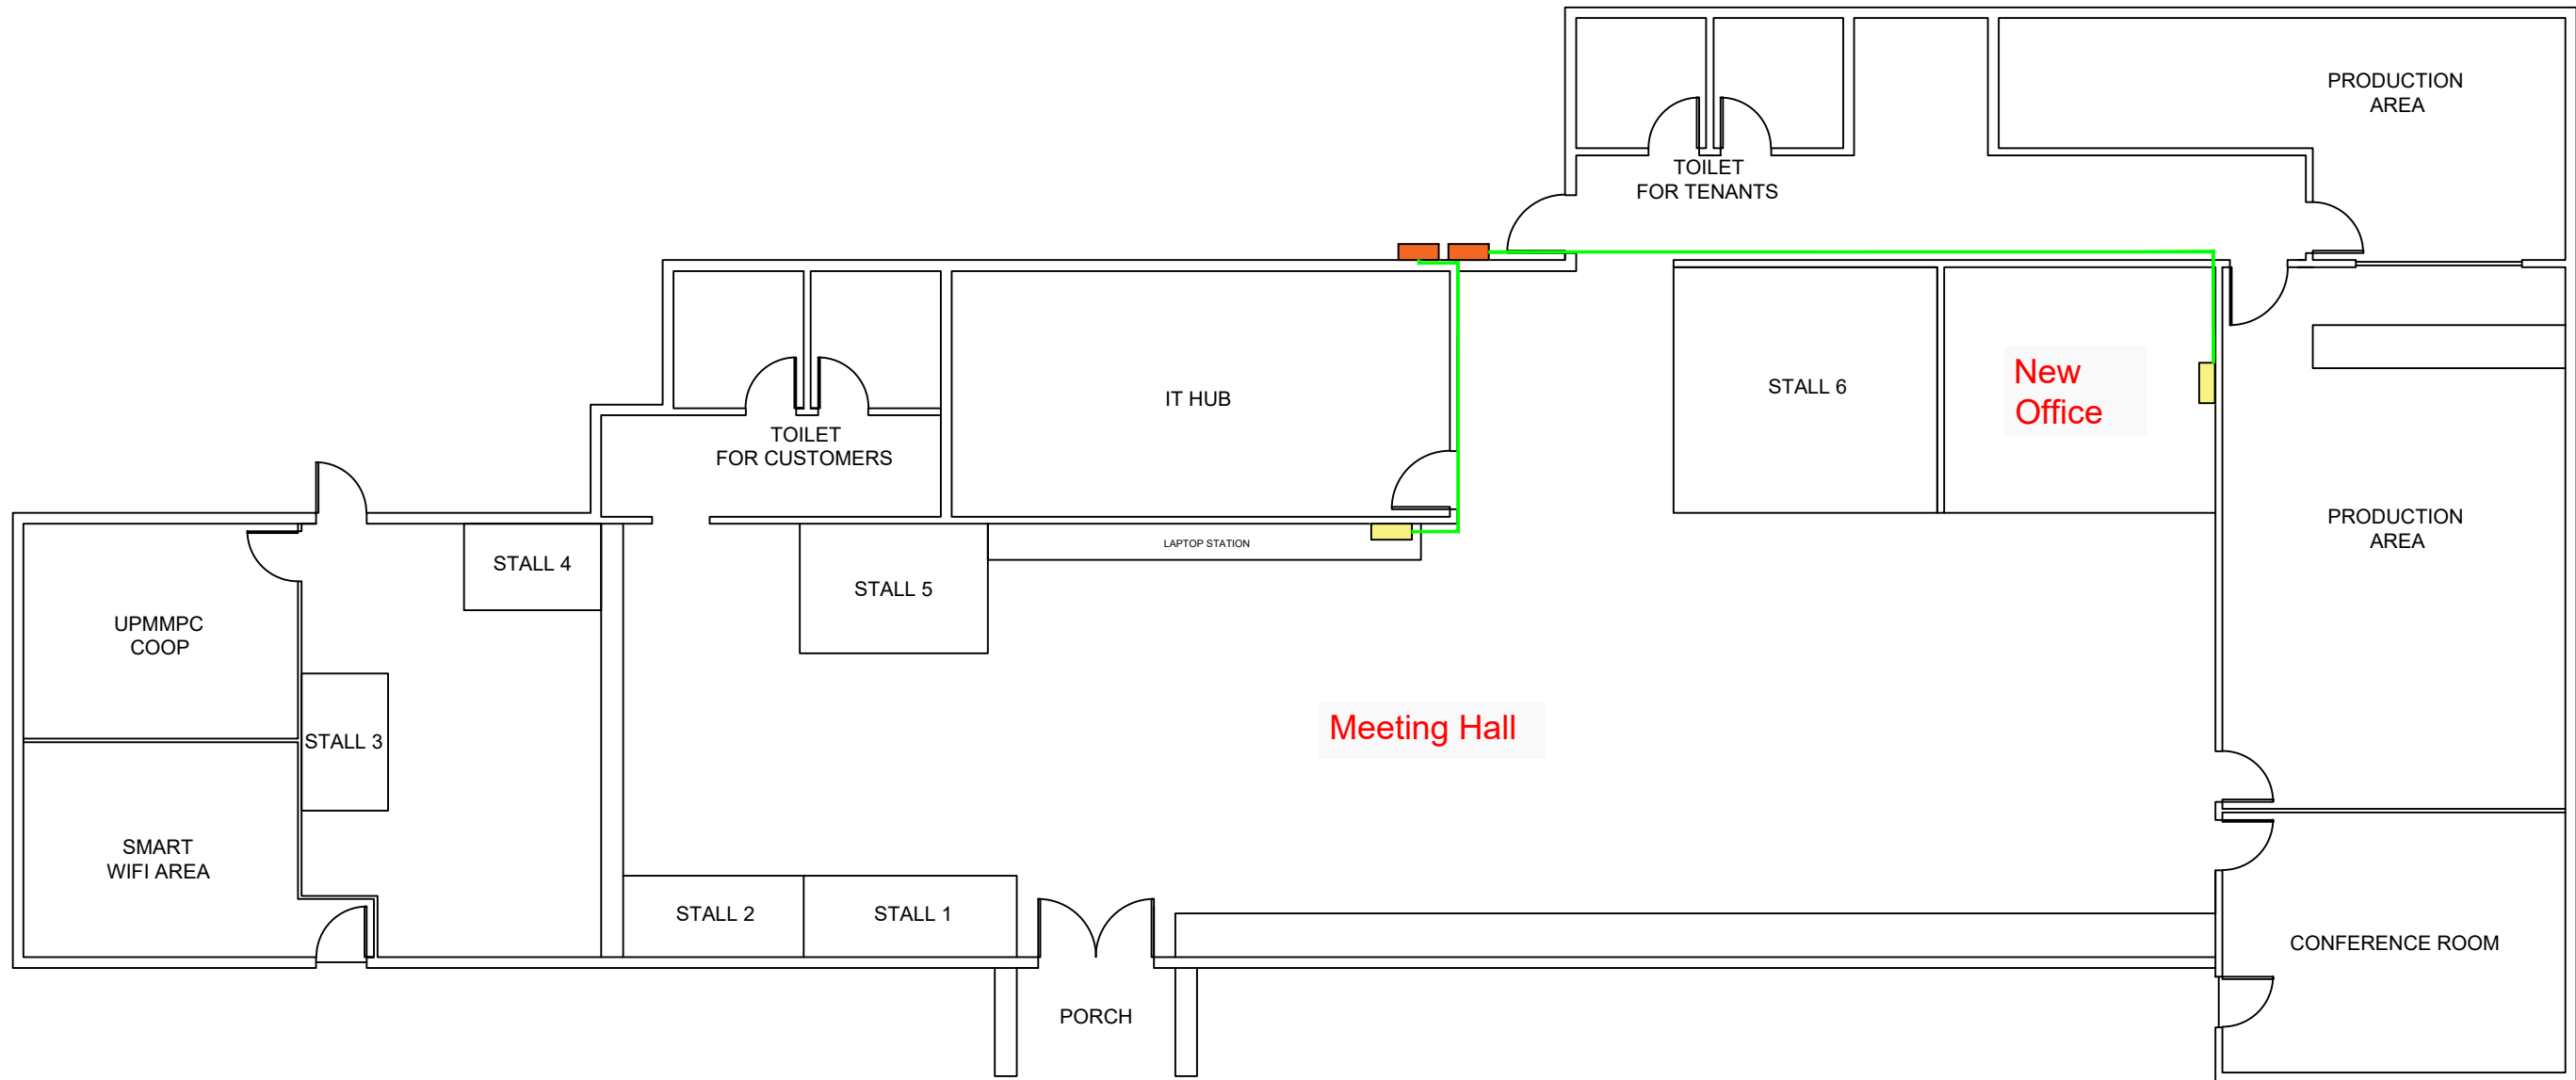 PRODUCTION
AREA
TOILET
FOR TENANTS
New
Office
STALL 6
IT HUB
TOILET
FOR CUSTOMERS
PRODUCTION
AREA
LAPTOP STATION
STALL 4
STALL 5
UPMMPC
COOP
STALL 3
Meeting Hall
SMART
WIFI AREA
STALL 2
STALL 1
CONFERENCE ROOM
PORCH